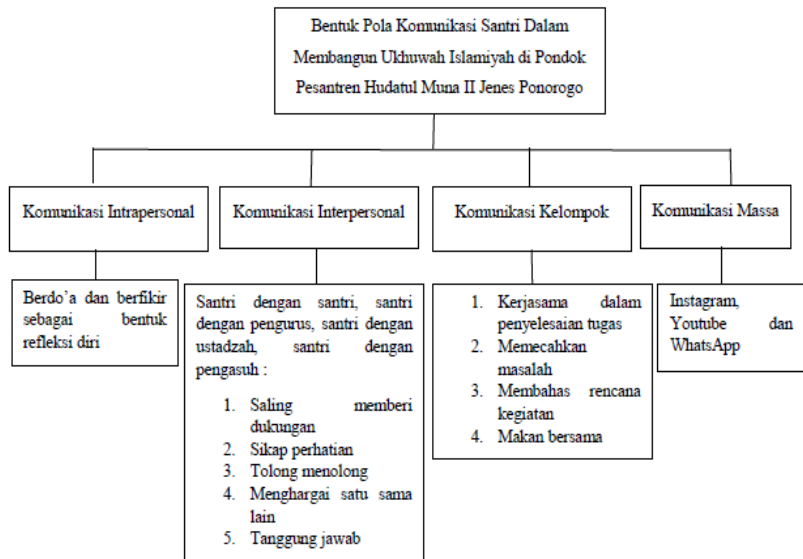 Bentuk Pola Komunikasi Santri Dalam
Membangun Ukhuwah Islamiyah di Pondok
Pesantren Hudatul Muna II Jenes Ponorogo
Komunikasi Intrapersonal
Berdo’a dan berfikir
sebagai bentuk
refleksi diri
Komunikasi Interpersonal
Santri dengan santri, santri
dengan pengurus, santri dengan
ustadzah, santri dengan
pengasuh :
1. Saling memberi
dukungan
2. Sikap perhatian
3. Tolong menolong
4. Menghargai satu sama
lain
5. Tanggung jawab
Komunikasi Kelompok
1. Kerjasama dalam
penyelesaian tugas
2. Memecahkan
masalah
3. Membahas rencana
kegiatan
4. Makan bersama
Komunikasi Massa
Instagram,
Youtube dan
WhatsApp